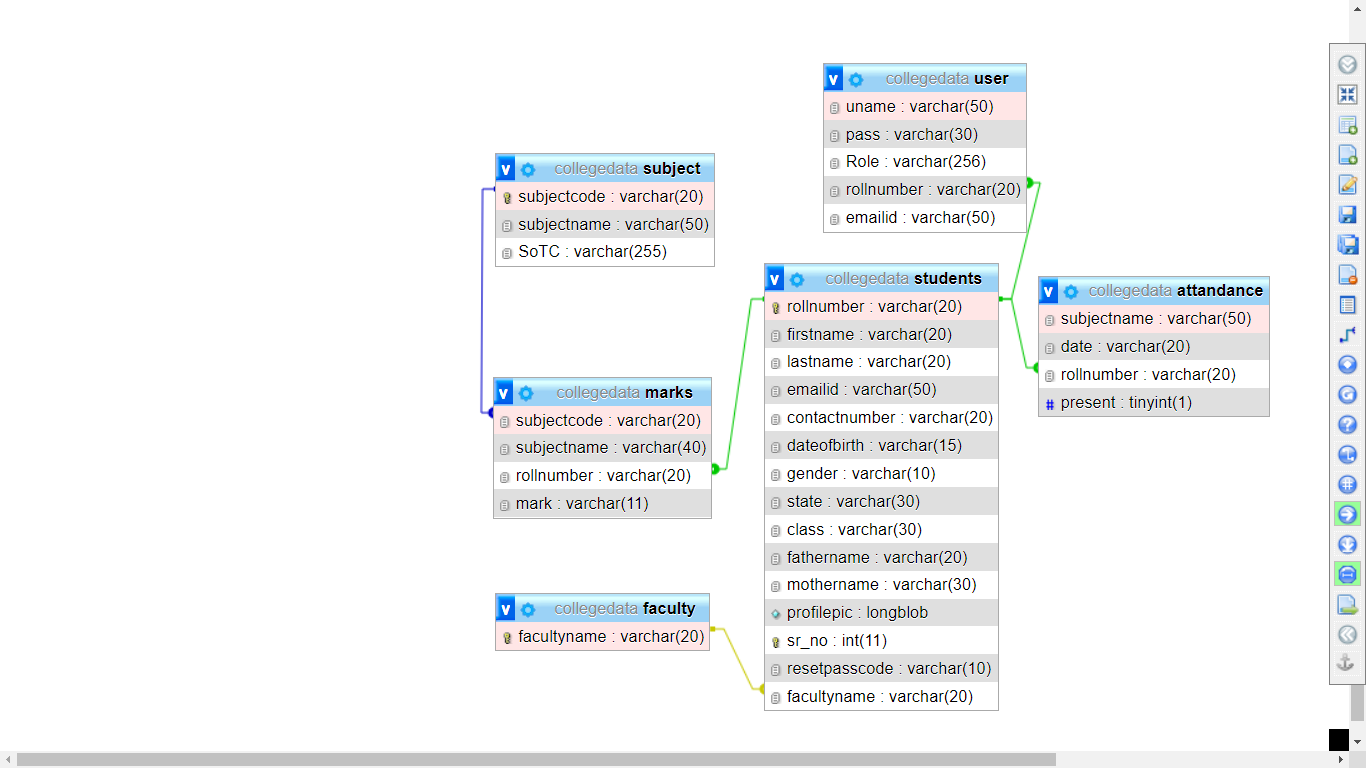 collegedata user
uname : varchar(50)
pass : varchar(30)
Role : varchar(256)
rollnumber : varchar(20)
emailid : varchar(50)
collegedata subject
subjectcode : varchar(20)
subjectname : varchar(50)
SoTC : varchar(255)
collegedata students
rollnumber : varchar(20)
firstname : varchar(20)
lastname : varchar(20)
emailid : varchar(50)
contactnumber : varchar(20)
dateofbirth : varchar(15)
gender : varchar(10)
state : varchar(30)
class : varchar(30)
fathername : varchar(20)
mothername : varchar(30)
profilepic : longblob
sr_no : int(11)
resetpasscode : varchar(10)
facultyname : varchar(20)
collegedata attandance
subjectname : varchar(50)
date : varchar(20)
rollnumber : varchar(20)
# present : tinyint(1)
collegedata marks
subjectcode : varchar(20)
subjectname : varchar(40)
rollnumber : varchar(20)
mark : varchar(11)
collegedata faculty
facultyname : varchar(20)